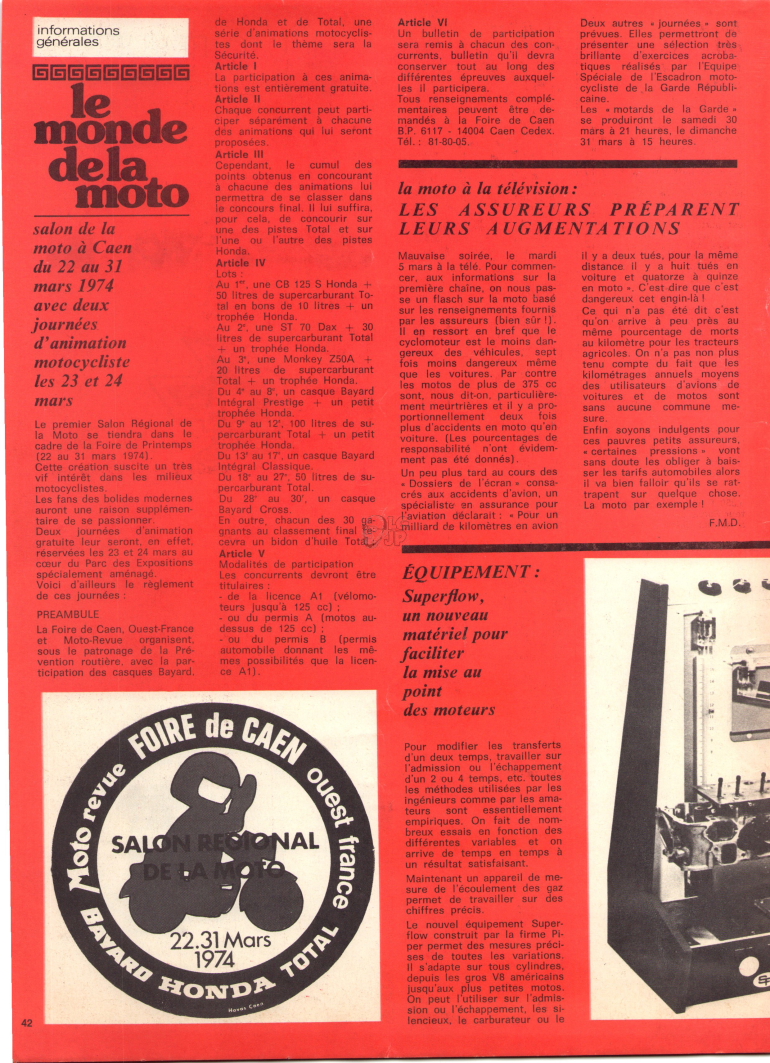 informations
générales
le
monde
de la
moto
salon de la
moto à Caen
du 22 au 31
mars 1974
avec deux
journées
d'animation
motocycliste
les 23 et 24
mars
Le premier Salon Régional de
la Moto se tiendra dans le
cadre de la Foire de Printemps
(22 au 31 mars 1974).
Cette création suscite un très
vif intérêt dans les milieux
motocyclistes.
Les fans des bolides modernes
auront une raison supplémen-
taire de se passionner.
Deux journées d'animation
gratuite leur seront, en effet,
réservées les 23 et 24 mars au
cœur du Parc des Expositions
spécialement aménagé.
Voici d'ailleurs le règlement
de ces journées :
PREAMBULE
La Foire de Caen, Ouest-France
et Moto-Revue organisent,
sous le patronage de la Pré-
vention routière, avec la par-
ticipation des casques Bayard,
de Honda et de Total, une
série d'animations motocyclis-
tes dont le thème sera la
Sécurité.
Article I
La participation à ces anima-
tions est entièrement gratuite.
Article II
Chaque concurrent peut parti-
ciper séparément à chacune
des animations qui lui seront
proposées.
Article III
Cependant, le cumul des
points obtenus en concourant
à chacune des animations lui
permettra de se classer dans
le concours final. Il lui suffira,
pour cela, de concourir sur
une des pistes Total et sur
l'une ou l'autre des pistes
Honda.
Article IV
Lots :
Au 1er, une CB 125 S Honda +
50 litres de supercarburant To-
tal en bons de 10 litres + un
trophée Honda.
Au 2e, une ST 70 Dax + 30
litres de supercarburant Total
+ un trophée Honda.
Au 3e, une Monkey Z50A +
20 litres de supercarburant
Total + un trophée Honda.
Du 4e au 8e, un casque Bayard
Intégral Prestige + un petit
trophée Honda.
Du 9e au 12e, 100 litres de su-
percarburant Total + un petit
trophée Honda.
Du 13e au 17e, un casque Bayard
Intégral Classique.
Du 18e au 27e, 50 litres de su-
percarburant Total.
Du 28e au 30e, un casque
Bayard Cross.
En outre, chacun des 30 ga-
gnants au classement final re-
cevra un bidon d'huile Total.
Article V
Modalités de participation
Les concurrents devront être
titulaires :
- de la licence A1 (vélomo-
teurs jusqu'à 125 cc) ;
- ou du permis A (motos au-
dessus de 125 cc) ;
- ou du permis B (permis
automobile donnant les mê-
mes possibilités que la licen-
ce A1).
Article VI
Un bulletin de participation
sera remis à chacun des con-
currents, bulletin qu'il devra
conserver tout au long des
différentes épreuves auxquel-
les il participera.
Tous renseignements complé-
mentaires peuvent être de-
mandés à la Foire de Caen
B.P. 6117 - 14004 Caen Cedex.
Tél. : 81-80-05.
Deux autres « journées » sont
prévues. Elles permettront de
présenter une sélection très
brillante d'exercices acroba-
tiques réalisés par l'Equipe
Spéciale de l'Escadron moto-
cycliste de la Garde Républi-
caine.
Les « motards de la Garde »
se produiront le samedi 30
mars à 21 heures, le dimanche
31 mars à 15 heures.
la moto à la télévision :
LES ASSUREURS PRÉPARENT
LEURS AUGMENTATIONS
Mauvaise soirée, le mardi
5 mars à la télé. Pour commen-
cer, aux informations sur la
première chaîne, on nous pas-
se un flasch sur la moto basé
sur les renseignements fournis
par les assureurs (bien sûr !).
Il en ressort en bref que le
cyclomoteur est le moins dan-
gereux des véhicules, sept
fois moins dangereux même
que les voitures. Par contre
les motos de plus de 375 cc
sont, nous dit-on, particulière-
ment meurtrières et il y a pro-
portionnellement deux fois
plus d'accidents en moto qu'en
voiture. (Les pourcentages de
responsabilité n'ont évidem-
ment pas été donnés).
Un peu plus tard au cours des
« Dossiers de l'écran » consa-
crés aux accidents d'avion, un
spécialiste en assurance pour
l'aviation déclarait : « Pour un
milliard de kilomètres en avion
il y a deux tués, pour la même
distance il y a huit tués en
voiture et quatorze à quinze
en moto ». C'est-dire que c'est
dangereux cet engin-là !
Ce qui n'a pas été dit c'est
qu'on arrive à peu près au
même pourcentage de morts
au kilomètre pour les tracteurs
agricoles. On n'a pas non plus
tenu compte du fait que les
kilométrages annuels moyens
des utilisateurs d'avions de
voitures et de motos sont
sans aucune commune me-
sure.
Enfin soyons indulgents pour
ces pauvres petits assureurs,
« certaines pressions » vont
sans doute les obliger à bais-
ser les tarifs automobiles alors
il va bien falloir qu'ils se rat-
trapent sur quelque chose.
La moto par exemple !
F.M.D.
ÉQUIPEMENT :
Superflow,
un nouveau
matériel pour
faciliter
la mise au
point
des moteurs
Pour modifier les transferts
d'un deux temps, travailler sur
l'admission ou l'échappement
d'un 2 ou 4 temps, etc. toutes
les méthodes utilisées par les
ingénieurs comme par les ama-
teurs sont essentiellement
empiriques. On fait de nom-
breux essais en fonction des
différentes variables et on
arrive de temps en temps à
un résultat satisfaisant.
Maintenant un appareil de me-
sure de l'écoulement des gaz
permet de travailler sur des
chiffres précis.
Le nouvel équipement Super-
flow construit par la firme Pi-
per permet des mesures préci-
ses de toutes les variations.
Il s'adapte sur tous cylindres,
depuis les gros V8 américains
jusqu'aux plus petites motos.
On peut l'utiliser sur l'admis-
sion ou l'échappement, les si-
lencieux, le carburateur ou le
Moto revue FOIRE de CAEN ouest france
SALON REGIONAL
DE LA MOTO
22.31 Mars
1974
BAYARD HONDA TOTAL
Havas Caen
42